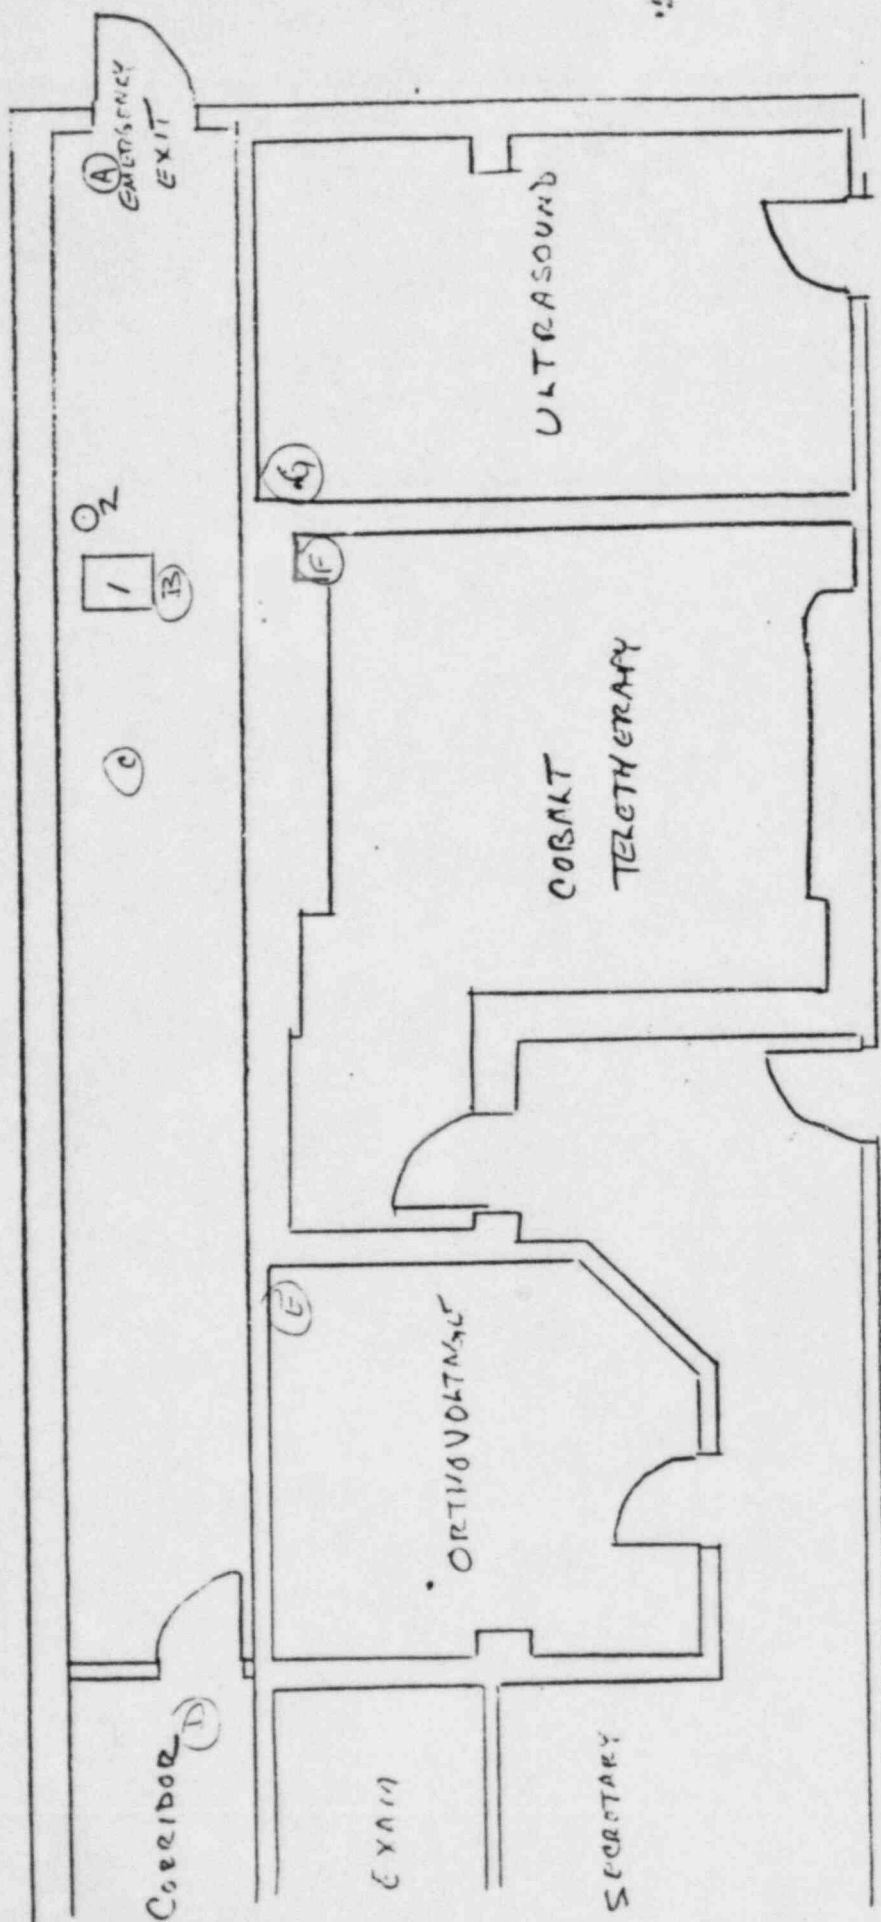 A
EMERGENCY
EXIT
O2
1
B
C
D
CORRIDOR
G
ULTRASOUND
F
COBALT
TELETHERAPY
E
ORTHOVOLTAGE
EXAM
SECRETARY